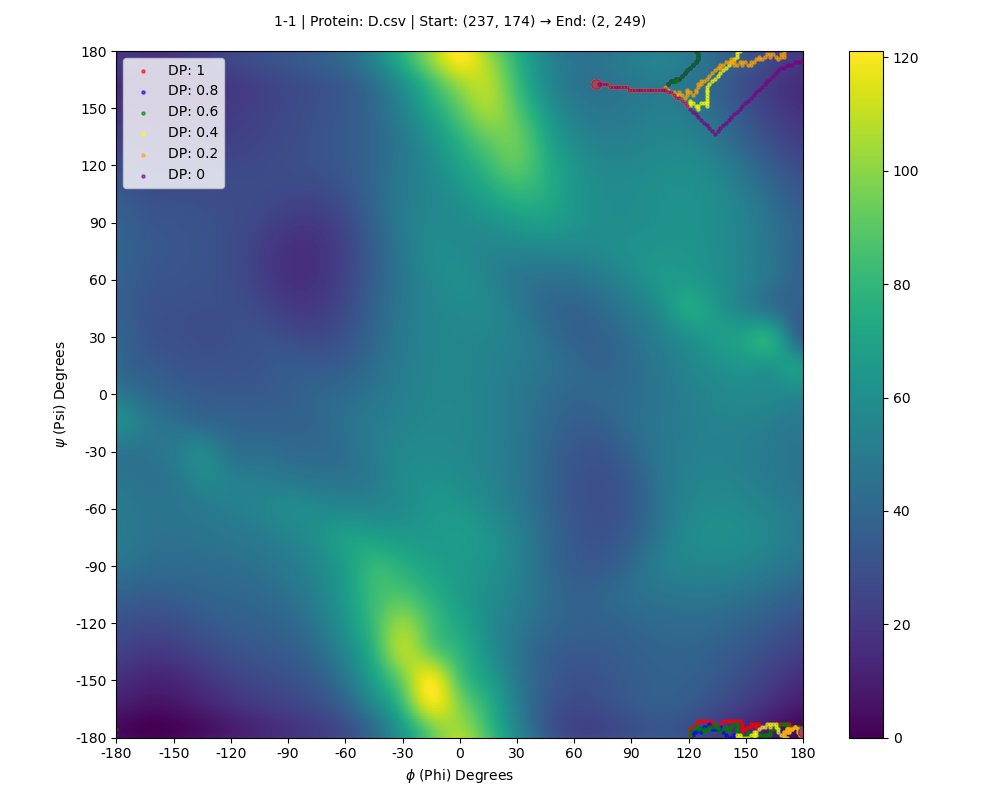 1-1 | Protein: D.csv | Start: (237, 174) → End: (2, 249)
DP: 1
DP: 0.8
DP: 0.6
DP: 0.4
DP: 0.2
DP: 0
180
150
120
90
60
30
0
-30
-60
-90
-120
-150
-180
ψ (Psi) Degrees
-180 -150 -120 -90 -60 -30 0 30 60 90 120 150 180
ϕ (Phi) Degrees
120
100
80
60
40
20
0